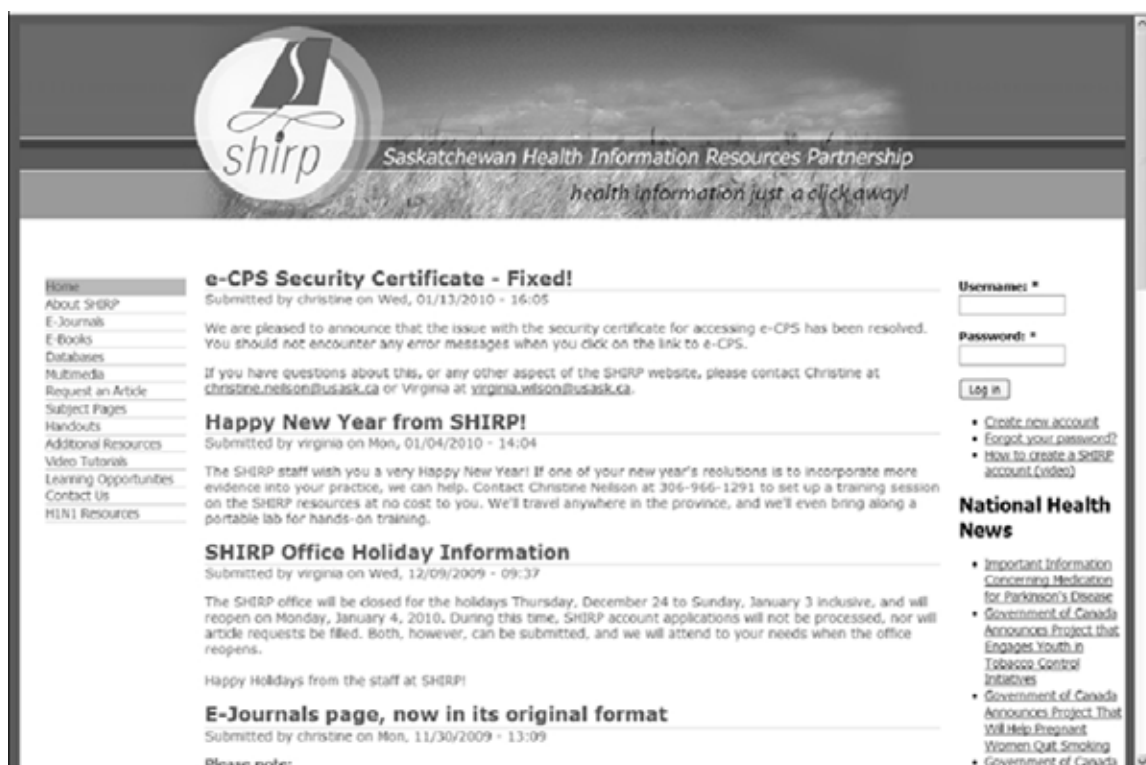 shirp
Saskatchewan Health Information Resources Partnership
health information just a click away!
Home
About SHIRP
E-Journals
E-Books
Databases
Multimedia
Request an Article
Subject Pages
Handouts
Additional Resources
Video Tutorials
Learning Opportunities
Contact Us
H1N1 Resources
e-CPS Security Certificate - Fixed!
Submitted by christine on Wed, 01/13/2010 - 16:05
We are pleased to announce that the issue with the security certificate for accessing e-CPS has been resolved.
You should not encounter any error messages when you click on the link to e-CPS.
If you have questions about this, or any other aspect of the SHIRP website, please contact Christine at
christine.neilson@usask.ca or Virginia at virginia.wilson@usask.ca.
Happy New Year from SHIRP!
Submitted by virginia on Mon, 01/04/2010 - 14:04
The SHIRP staff wish you a very Happy New Year! If one of your new year's reolutions is to incorporate more
evidence into your practice, we can help. Contact Christine Neilson at 306-966-1291 to set up a training session
on the SHIRP resources at no cost to you. We'll travel anywhere in the province, and we'll even bring along a
portable lab for hands-on training.
SHIRP Office Holiday Information
Submitted by virginia on Wed, 12/09/2009 - 09:37
The SHIRP office will be closed for the holidays Thursday, December 24 to Sunday, January 3 inclusive, and will
reopen on Monday, January 4, 2010. During this time, SHIRP account applications will not be processed, nor will
article requests be filled. Both, however, can be submitted, and we will attend to your needs when the office
reopens.
Happy Holidays from the staff at SHIRP!
E-Journals page, now in its original format
Submitted by christine on Mon, 11/30/2009 - 13:09
Please note:
Username: *
Password: *
Log in
Create new account
Forgot your password?
How to create a SHIRP
account (video)
National Health
News
Important Information
Concerning Medication
for Parkinson's Disease
Government of Canada
Announces Project that
Engages Youth in
Tobacco Control
Initiatives
Government of Canada
Announces Project That
Will Help Pregnant
Women Quit Smoking
Government of Canada